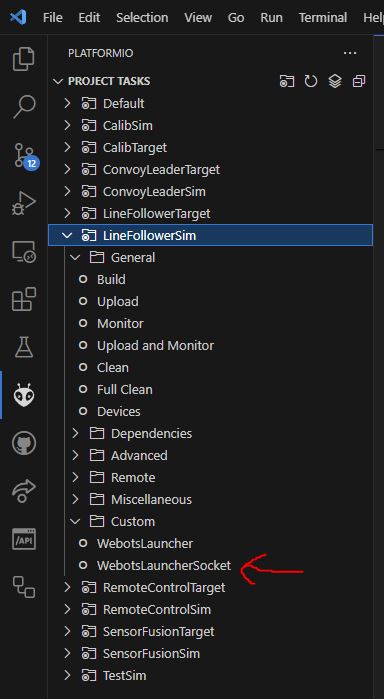 File Edit Selection View Go Run Terminal Help
PLATFORMIO
PROJECT TASKS
Default
CalibSim
CalibTarget
ConvoyLeaderTarget
ConvoyLeaderSim
LineFollowerTarget
LineFollowerSim
General
Build
Upload
Monitor
Upload and Monitor
Clean
Full Clean
Devices
Dependencies
Advanced
Remote
Miscellaneous
Custom
WebotsLauncher
WebotsLauncherSocket
RemoteControlTarget
RemoteControlSim
SensorFusionTarget
SensorFusionSim
TestSim
12
/API